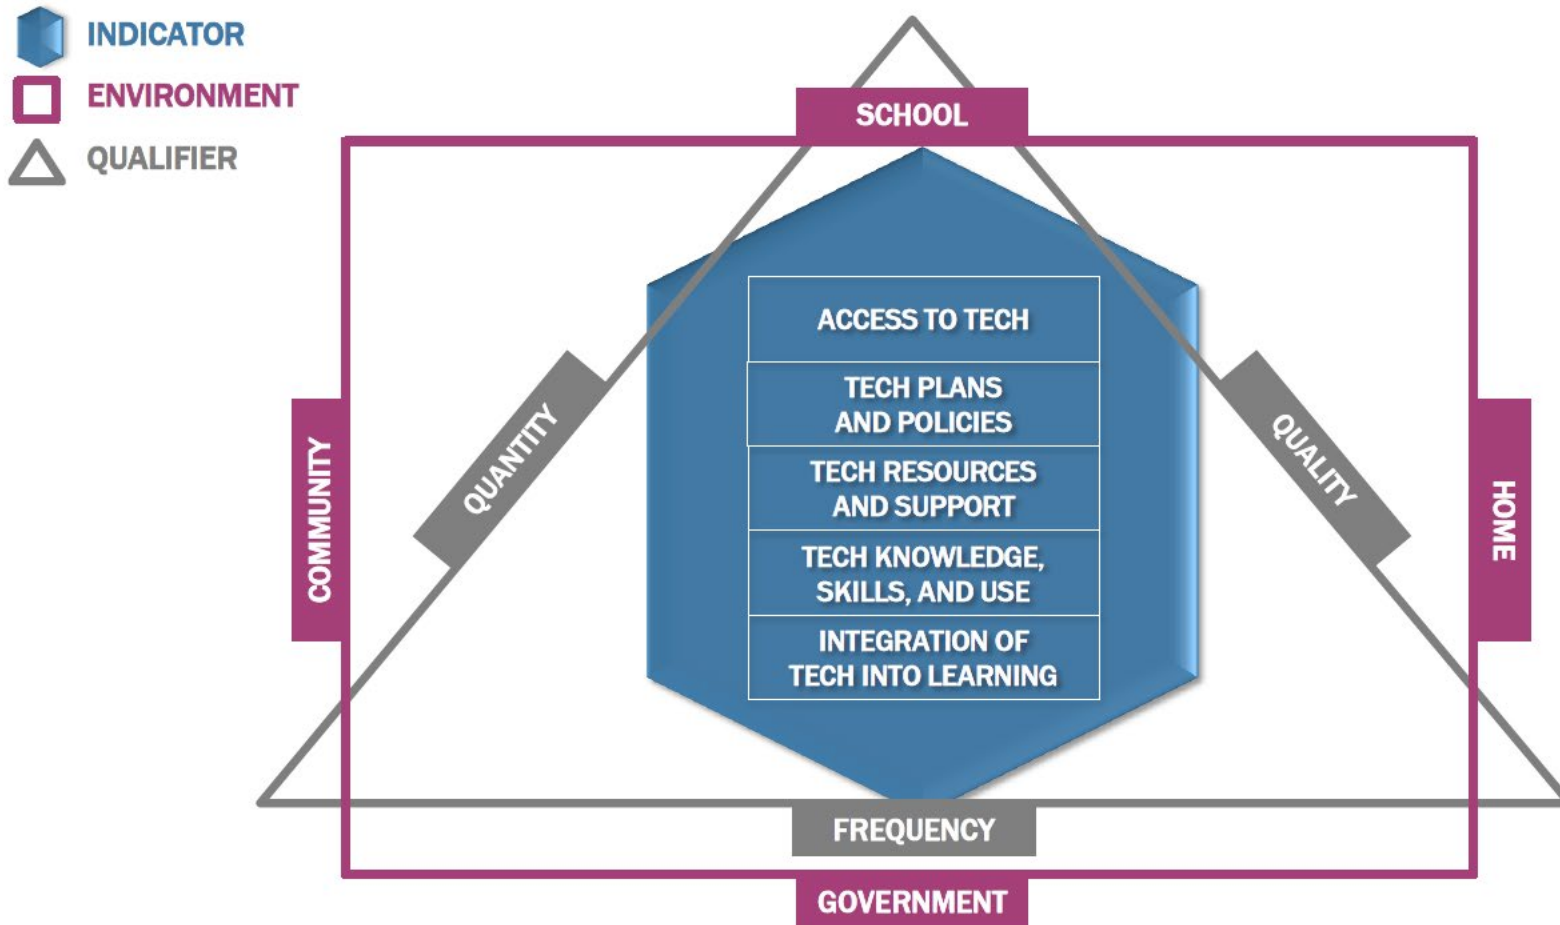 INDICATOR
ENVIRONMENT
QUALIFIER
SCHOOL
ACCESS TO TECH
TECH PLANS
AND POLICIES
TECH RESOURCES
AND SUPPORT
TECH KNOWLEDGE,
SKILLS, AND USE
INTEGRATION OF
TECH INTO LEARNING
COMMUNITY
QUANTITY
QUALITY
HOME
FREQUENCY
GOVERNMENT